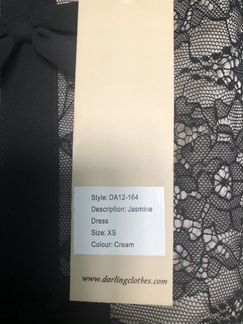 Style: DA12-164
Description: Jasmine
Dress
Size: XS
Colour: Cream
www.darlingclothes.com